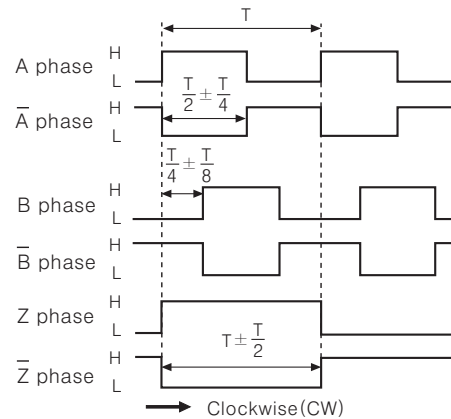 T
H
A phase
L
H
A̅ phase
L
T/2 ± T/4
T/4 ± T/8
H
B phase
L
H
B̅ phase
L
H
Z phase
L
T ± T/2
H
Z̅ phase
L
Clockwise(CW)